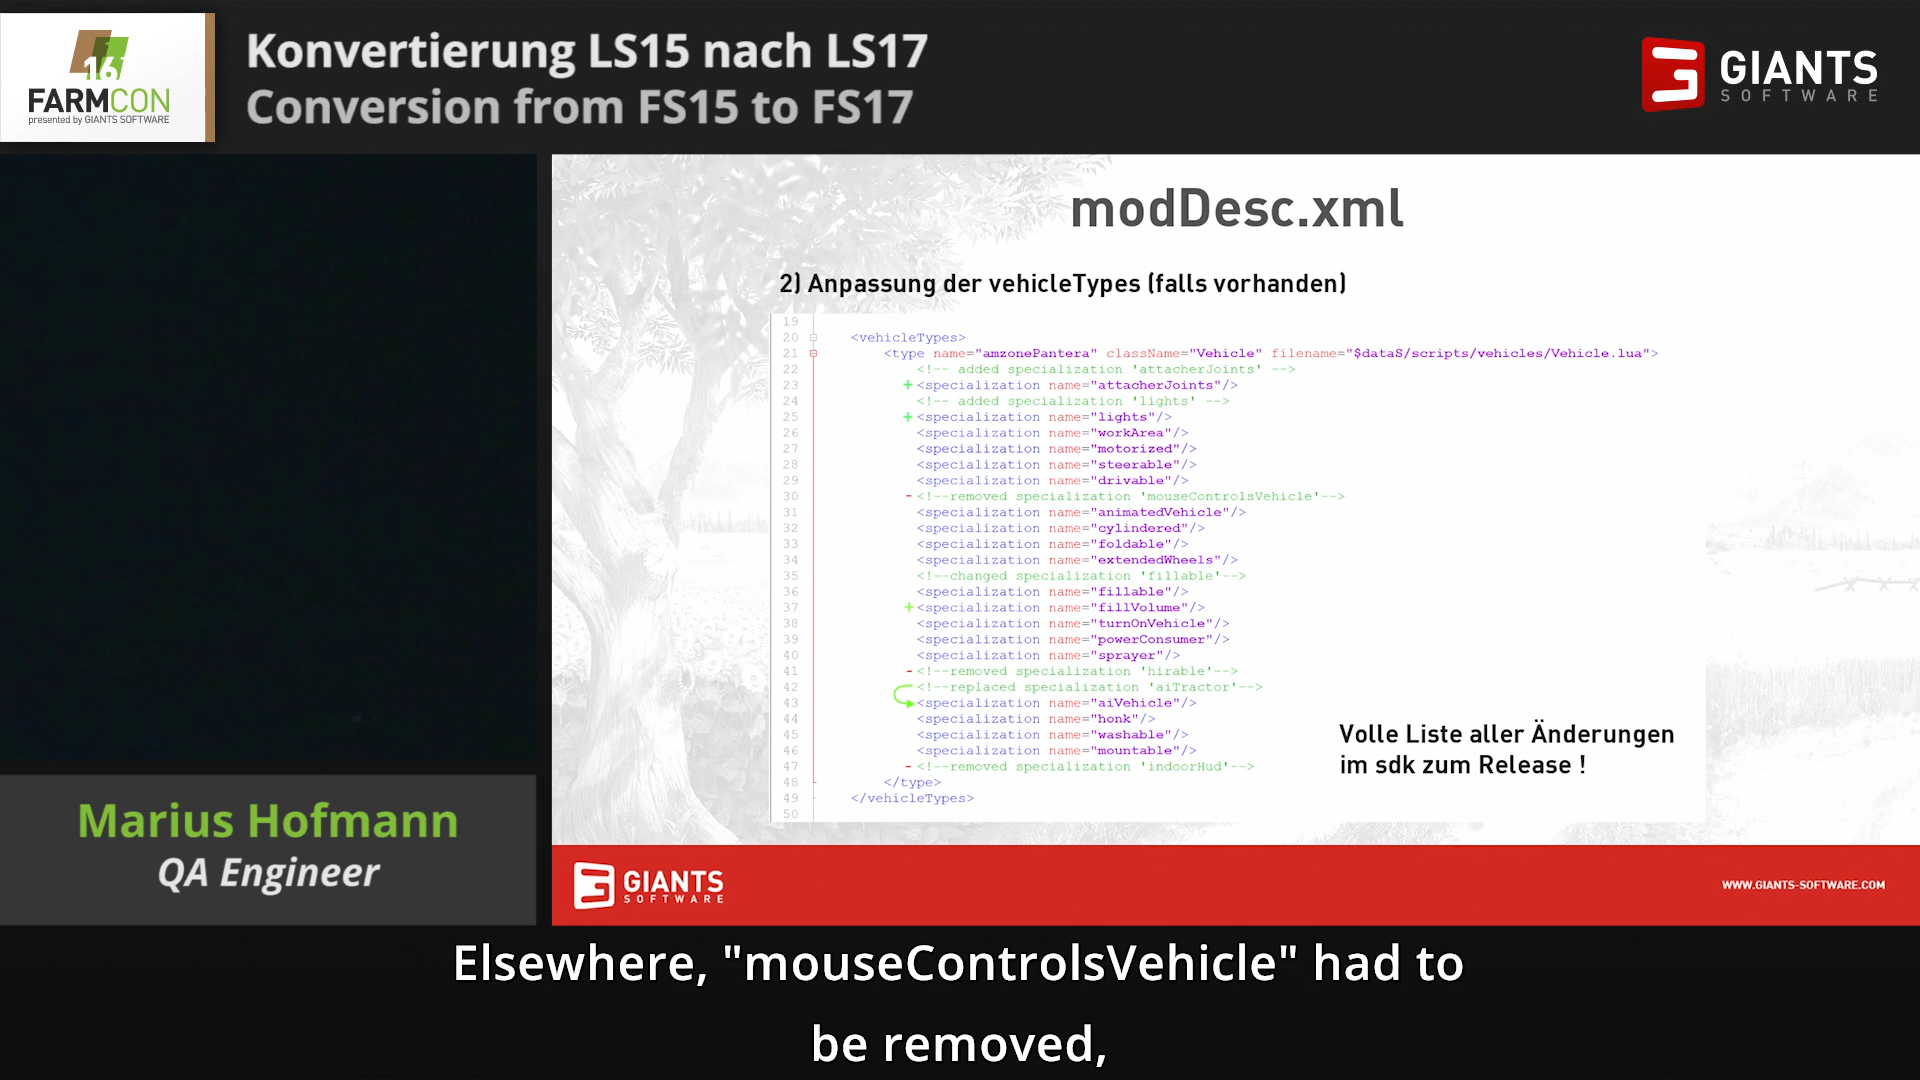 16
FARMCON
presented by GIANTS SOFTWARE
Konvertierung LS15 nach LS17
Conversion from FS15 to FS17
GIANTS
SOFTWARE
modDesc.xml
2) Anpassung der vehicleTypes (falls vorhanden)
19
20 <vehicleTypes>
21 <type name="amzonePantera" className="Vehicle" filename="$dataS/scripts/vehicles/Vehicle.lua">
22 <!-- added specialization 'attacherJoints' -->
23 +<specialization name="attacherJoints"/>
24 <!-- added specialization 'lights' -->
25 +<specialization name="lights"/>
26 <specialization name="workArea"/>
27 <specialization name="motorized"/>
28 <specialization name="steerable"/>
29 <specialization name="drivable"/>
30 -<!--removed specialization 'mouseControlsVehicle'-->
31 <specialization name="animatedVehicle"/>
32 <specialization name="cylindered"/>
33 <specialization name="foldable"/>
34 <specialization name="extendedWheels"/>
35 <!--changed specialization 'fillable'-->
36 <specialization name="fillable"/>
37 +<specialization name="fillVolume"/>
38 <specialization name="turnOnVehicle"/>
39 <specialization name="powerConsumer"/>
40 <specialization name="sprayer"/>
41 -<!--removed specialization 'hirable'-->
42 <!--replaced specialization 'aiTractor'-->
43 <specialization name="aiVehicle"/>
44 <specialization name="honk"/>
45 <specialization name="washable"/>
46 <specialization name="mountable"/>
47 -<!--removed specialization 'indoorHud'-->
48 </type>
49 </vehicleTypes>
50
Volle Liste aller Änderungen
im sdk zum Release !
Marius Hofmann
QA Engineer
GIANTS
SOFTWARE
WWW.GIANTS-SOFTWARE.COM
Elsewhere, "mouseControlsVehicle" had to
be removed,